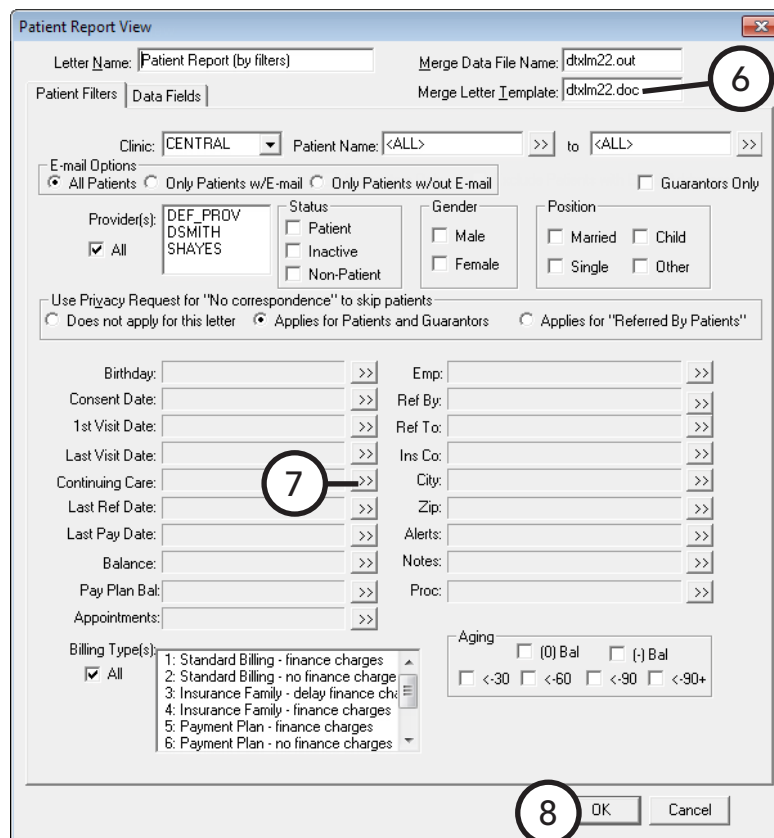 Patient Report View
Letter Name: Patient Report (by filters) Merge Data File Name: dtxlm22.out
6
Patient Filters Data Fields Merge Letter Template: dtxlm22.doc
Clinic: CENTRAL Patient Name: <ALL> >> to <ALL> >>
E-mail Options
All Patients Only Patients w/E-mail Only Patients w/out E-mail Guarantors Only
Provider(s): DEF_PROV Status Gender Position
All DSMITH Patient Male Married Child
SHAYES Inactive Female Single Other
Non-Patient
Use Privacy Request for "No correspondence" to skip patients
Does not apply for this letter Applies for Patients and Guarantors Applies for "Referred By Patients"
Birthday: >> Emp: >>
Consent Date: >> Ref By: >>
1st Visit Date: >> Ref To: >>
Last Visit Date: >> Ins Co: >>
Continuing Care: 7 >> City: >>
Last Ref Date: >> Zip: >>
Last Pay Date: >> Alerts: >>
Balance: >> Notes: >>
Pay Plan Bal: >> Proc: >>
Appointments: >>
Billing Type(s): 1: Standard Billing - finance charges Aging
All 2: Standard Billing - no finance charge (0) Bal (-) Bal
3: Insurance Family - delay finance cha <-30 <-60 <-90 <-90+
4: Insurance Family - finance charges
5: Payment Plan - finance charges
6: Payment Plan - no finance charges
8 OK Cancel